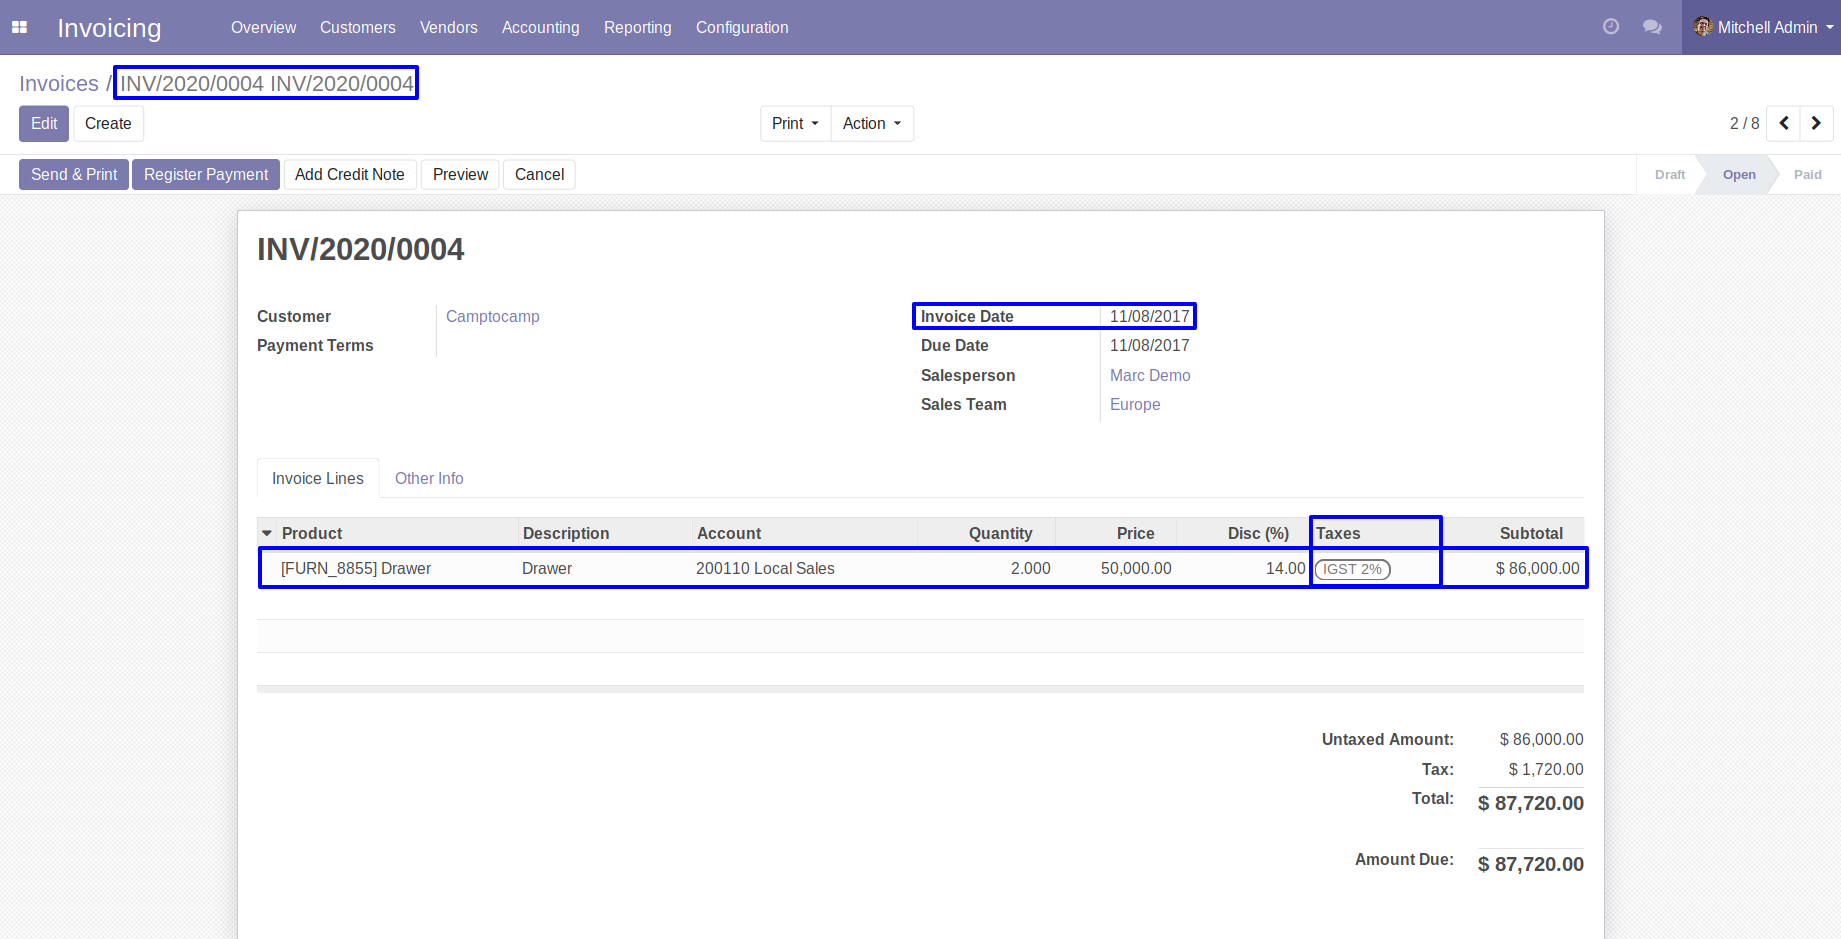 Invoicing Overview Customers Vendors Accounting Reporting Configuration Mitchell Admin
Invoices / INV/2020/0004 INV/2020/0004
Edit Create Print Action 2 / 8
Send & Print Register Payment Add Credit Note Preview Cancel Draft Open Paid
INV/2020/0004
Customer Camptocamp Invoice Date 11/08/2017
Payment Terms Due Date 11/08/2017
Salesperson Marc Demo
Sales Team Europe
Invoice Lines Other Info
Product Description Account Quantity Price Disc (%) Taxes Subtotal
[FURN_8855] Drawer Drawer 200110 Local Sales 2.000 50,000.00 14.00 IGST 2% $ 86,000.00
Untaxed Amount: $ 86,000.00
Tax: $ 1,720.00
Total: $ 87,720.00
Amount Due: $ 87,720.00